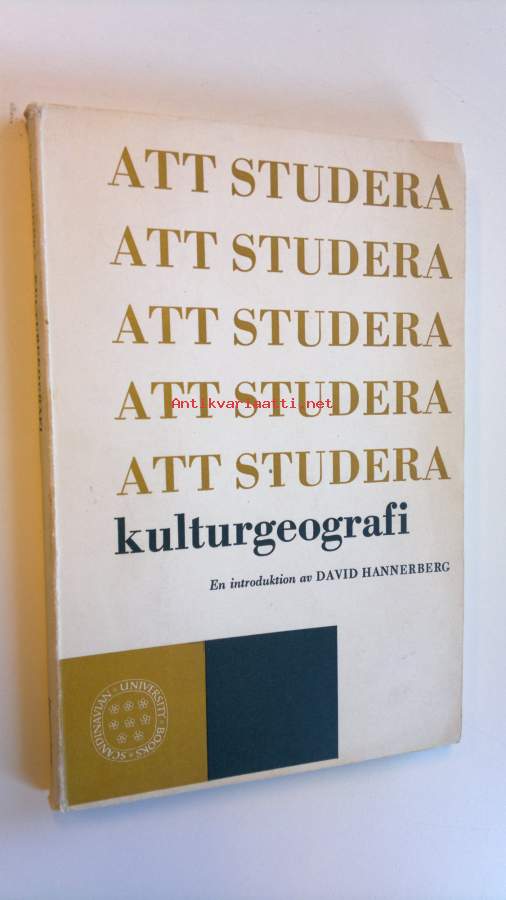 ATT STUDERA
ATT STUDERA
ATT STUDERA
ATT STUDERA
Antikvariaatti.net
ATT STUDERA
kulturgeografi
En introduktion av DAVID HANNERBERG
SCANDINAVIAN · UNIVERSITY · BOOKS ·